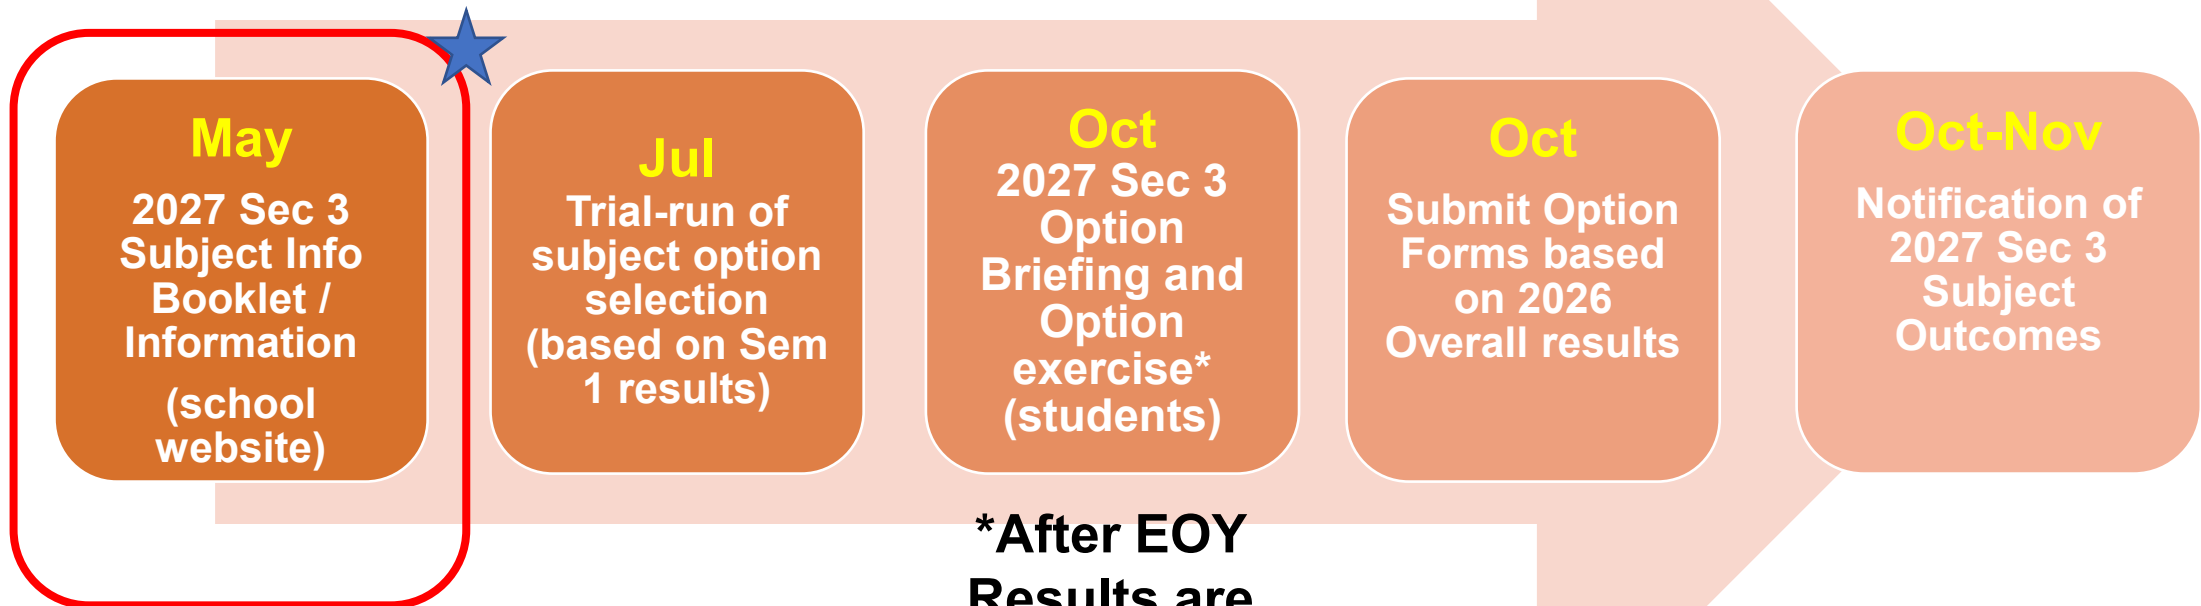 May
2027 Sec 3
Subject Info
Booklet /
Information
(school
website)
Jul
Trial-run of
subject option
selection
(based on Sem
1 results)
Oct
2027 Sec 3
Option
Briefing and
Option
exercise*
(students)
Oct
Submit Option
Forms based
on 2026
Overall results
Oct-Nov
Notification of
2027 Sec 3
Subject
Outcomes
*After EOY
Results are